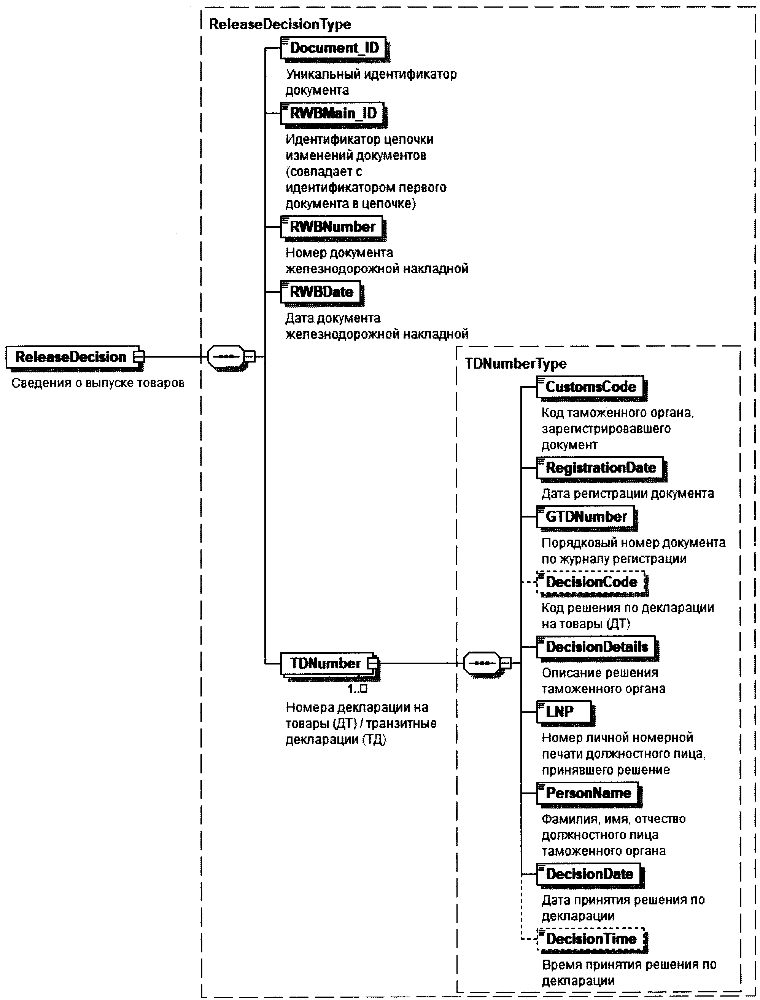 ReleaseDecisionType
Document_ID
Уникальный идентификатор
документа
RWBMain_ID
Идентификатор цепочки
изменений документов
(совпадает с
идентификатором первого
документа в цепочке)
RWBNumber
Номер документа
железнодорожной накладной
RWBDate
Дата документа
железнодорожной накладной
ReleaseDecision
Сведения о выпуске товаров
TDNumber
1..□
Номера декларации на
товары (ДТ) / транзитные
декларации (ТД)
TDNumberType
CustomsCode
Код таможенного органа,
зарегистрировавшего
документ
RegistrationDate
Дата регистрации документа
GTDNumber
Порядковый номер документа
по журналу регистрации
DecisionCode
Код решения по декларации
на товары (ДТ)
DecisionDetails
Описание решения
таможенного органа
LNP
Номер личной номерной
печати должностного лица,
принявшего решение
PersonName
Фамилия, имя, отчество
должностного лица
таможенного органа
DecisionDate
Дата принятия решения по
декларации
DecisionTime
Время принятия решения по
декларации